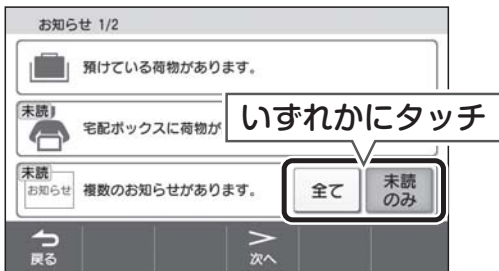 お知らせ 1/2
預けている荷物があります。
未読
宅配ボックスに荷物が
いずれかにタッチ
未読
お知らせ
複数のお知らせがあります。
全て
未読
のみ
戻る
次へ